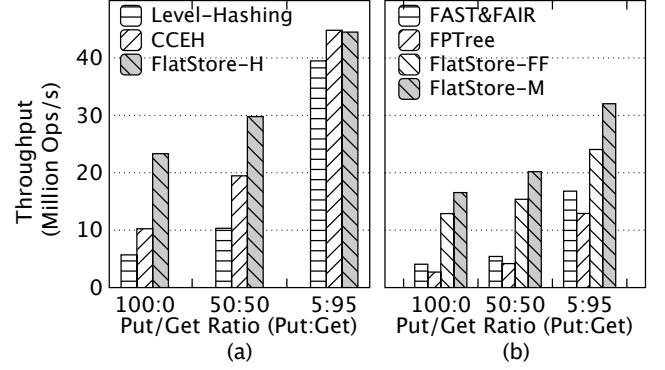 Throughput
(Million Ops/s)
40
30
20
10
0
Level-Hashing
CCEH
FlatStore-H
100:0 50:50 5:95
Put/Get Ratio (Put:Get)
(a)
FAST&FAIR
FPTree
FlatStore-FF
FlatStore-M
100:0 50:50 5:95
Put/Get Ratio (Put:Get)
(b)